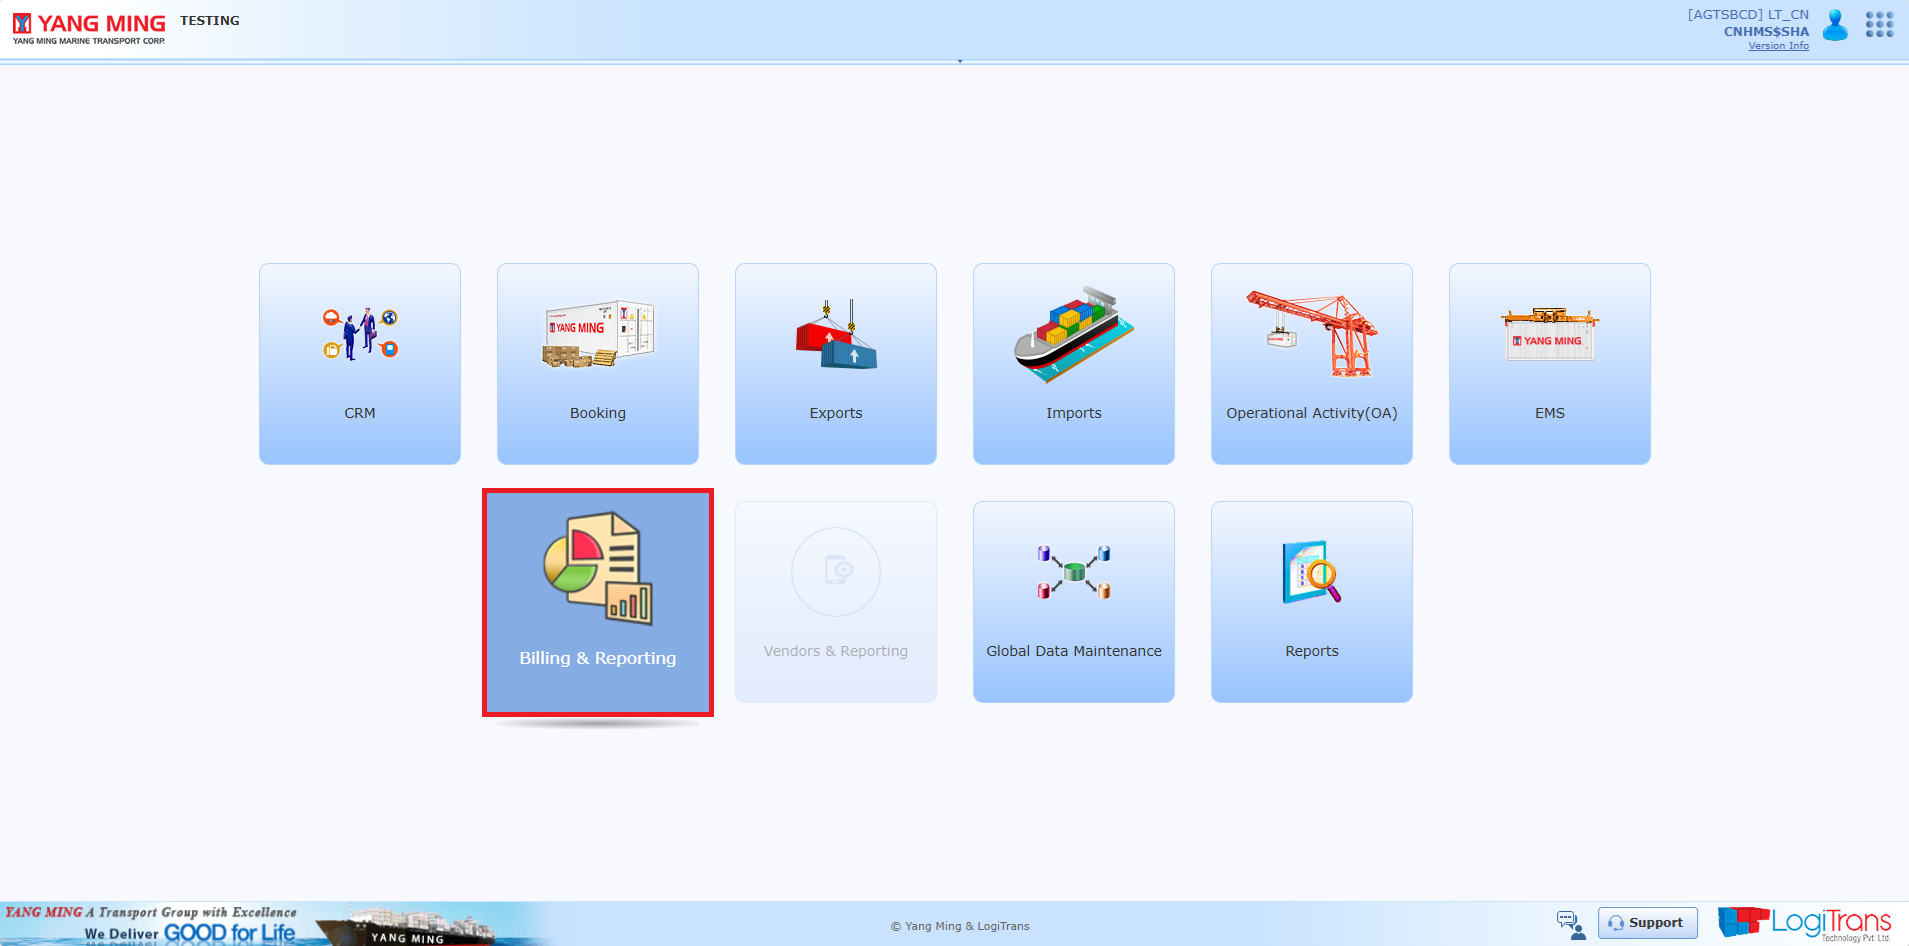 YANG MING
YANG MING MARINE TRANSPORT CORP.
TESTING
[AGTSBCD] LT_CN
CNHMS$SHA
Version Info
YANG MING
YANG MING
CRM
Booking
Exports
Imports
Operational Activity(OA)
EMS
Billing & Reporting
Vendors & Reporting
Global Data Maintenance
Reports
YANG MING A Transport Group with Excellence
We Deliver GOOD for Life
YANG MING
© Yang Ming & LogiTrans
Support
LogiTrans
Technology Pvt. Ltd.